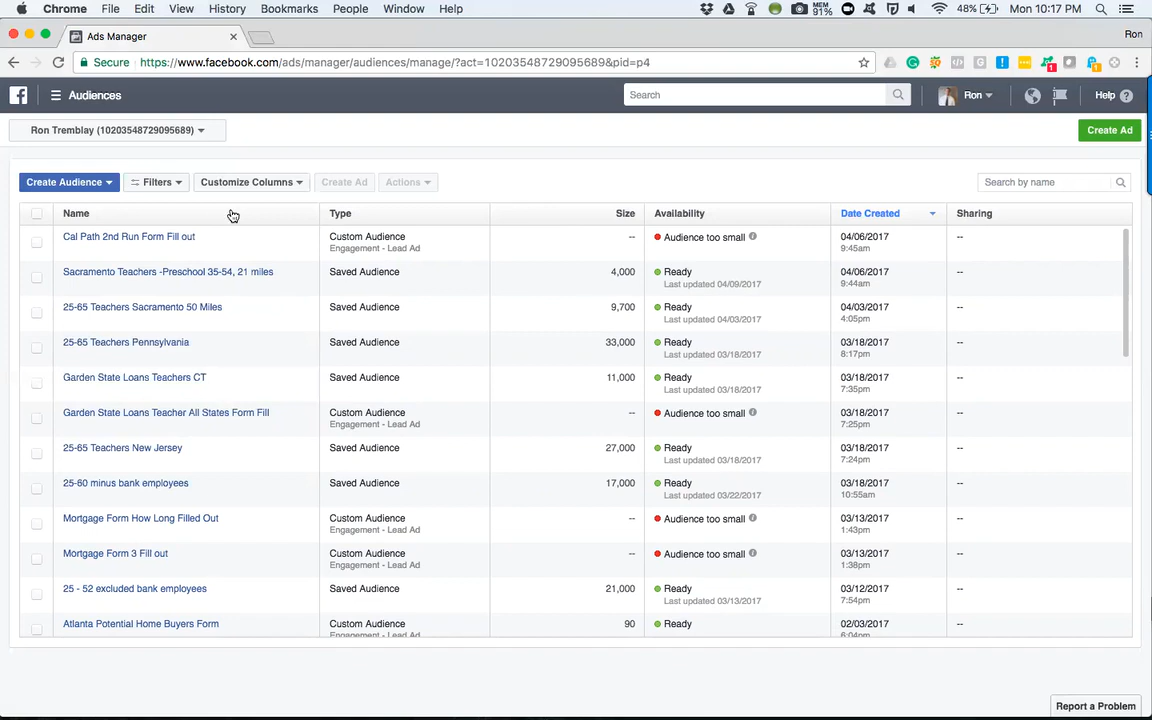 Chrome File Edit View History Bookmarks People Window Help MEM 91% 48% Mon 10:17 PM
Ads Manager Ron
Secure https://www.facebook.com/ads/manager/audiences/manage/?act=10203548729095689&pid=p4
Audiences Search Ron Help
Ron Tremblay (10203548729095689) Create Ad
Create Audience Filters Customize Columns Create Ad Actions Search by name
Name Type Size Availability Date Created Sharing
Cal Path 2nd Run Form Fill out Custom Audience -- Audience too small 04/06/2017 --
Engagement - Lead Ad 9:45am
Sacramento Teachers -Preschool 35-54, 21 miles Saved Audience 4,000 Ready 04/06/2017 --
Last updated 04/09/2017 9:44am
25-65 Teachers Sacramento 50 Miles Saved Audience 9,700 Ready 04/03/2017 --
Last updated 04/03/2017 4:05pm
25-65 Teachers Pennsylvania Saved Audience 33,000 Ready 03/18/2017 --
Last updated 03/18/2017 8:17pm
Garden State Loans Teachers CT Saved Audience 11,000 Ready 03/18/2017 --
Last updated 03/18/2017 7:35pm
Garden State Loans Teacher All States Form Fill Custom Audience -- Audience too small 03/18/2017 --
Engagement - Lead Ad 7:25pm
25-65 Teachers New Jersey Saved Audience 27,000 Ready 03/18/2017 --
Last updated 03/18/2017 7:24pm
25-60 minus bank employees Saved Audience 17,000 Ready 03/18/2017 --
Last updated 03/22/2017 10:55am
Mortgage Form How Long Filled Out Custom Audience -- Audience too small 03/13/2017 --
Engagement - Lead Ad 1:43pm
Mortgage Form 3 Fill out Custom Audience -- Audience too small 03/13/2017 --
Engagement - Lead Ad 1:38pm
25 - 52 excluded bank employees Saved Audience 21,000 Ready 03/12/2017 --
Last updated 03/13/2017 7:54pm
Atlanta Potential Home Buyers Form Custom Audience 90 Ready 02/03/2017 --
Engagement - Lead Ad 6:04pm
Report a Problem